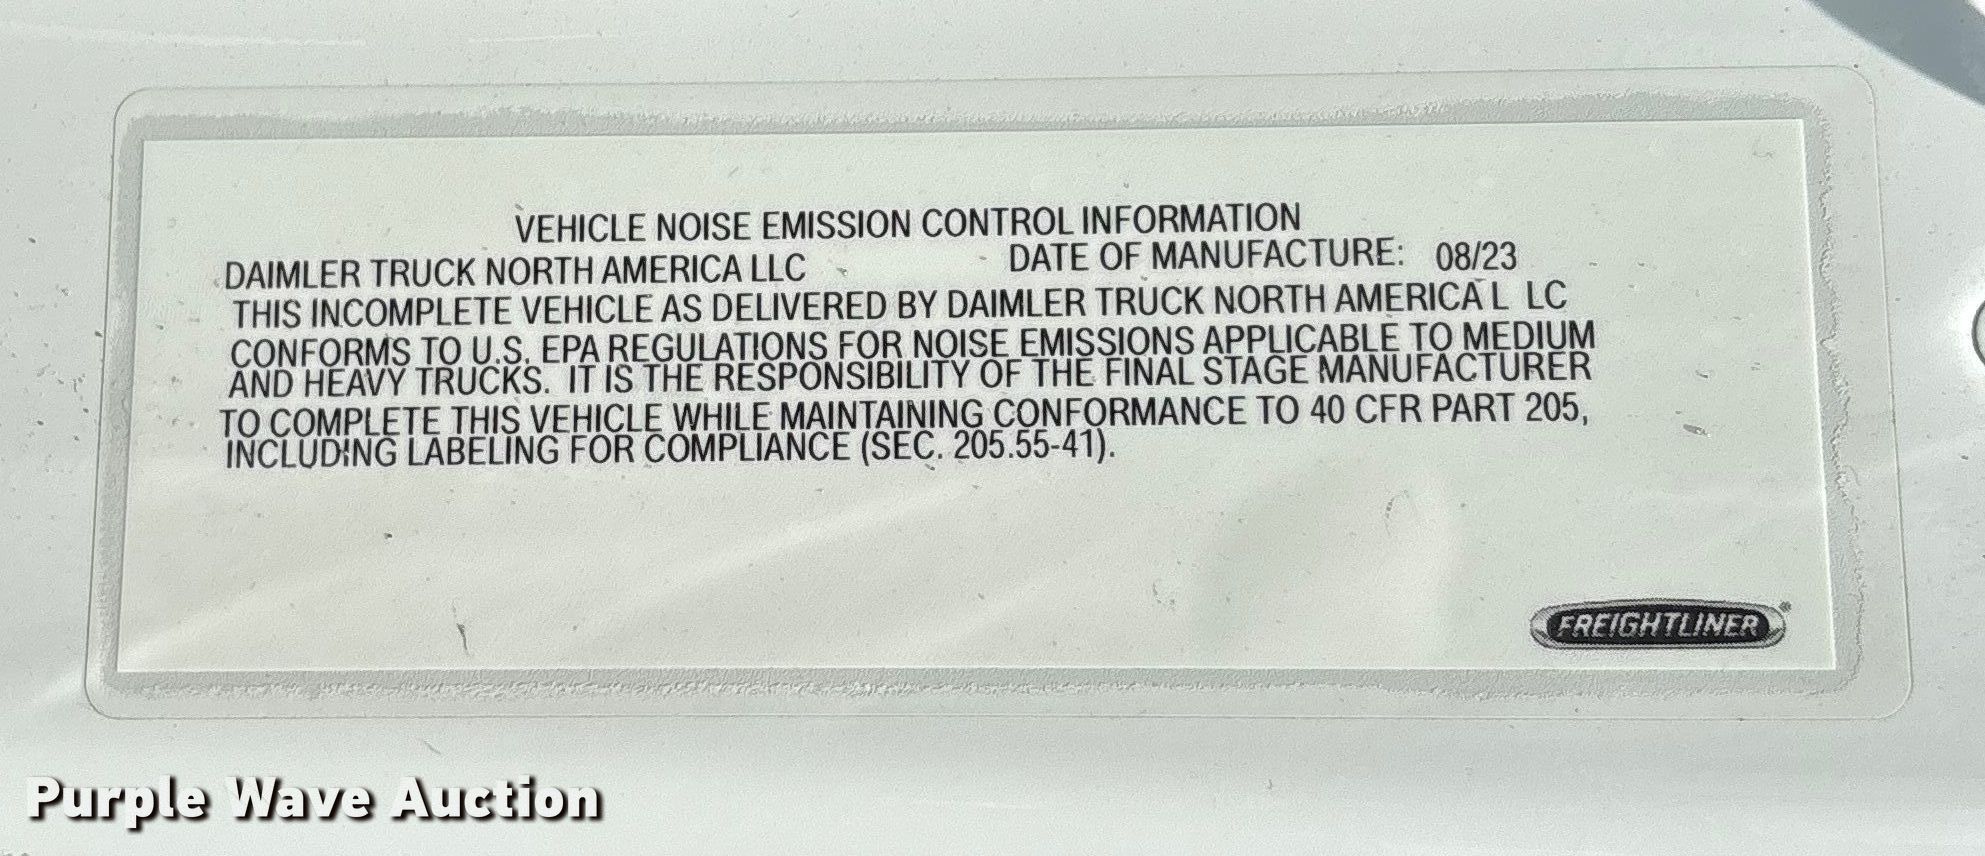 VEHICLE NOISE EMISSION CONTROL INFORMATION
DAIMLER TRUCK NORTH AMERICA LLC DATE OF MANUFACTURE: 08/23
THIS INCOMPLETE VEHICLE AS DELIVERED BY DAIMLER TRUCK NORTH AMERICA L LC
CONFORMS TO U.S. EPA REGULATIONS FOR NOISE EMISSIONS APPLICABLE TO MEDIUM
AND HEAVY TRUCKS. IT IS THE RESPONSIBILITY OF THE FINAL STAGE MANUFACTURER
TO COMPLETE THIS VEHICLE WHILE MAINTAINING CONFORMANCE TO 40 CFR PART 205,
INCLUDING LABELING FOR COMPLIANCE (SEC. 205.55-41).
FREIGHTLINER
Purple Wave Auction